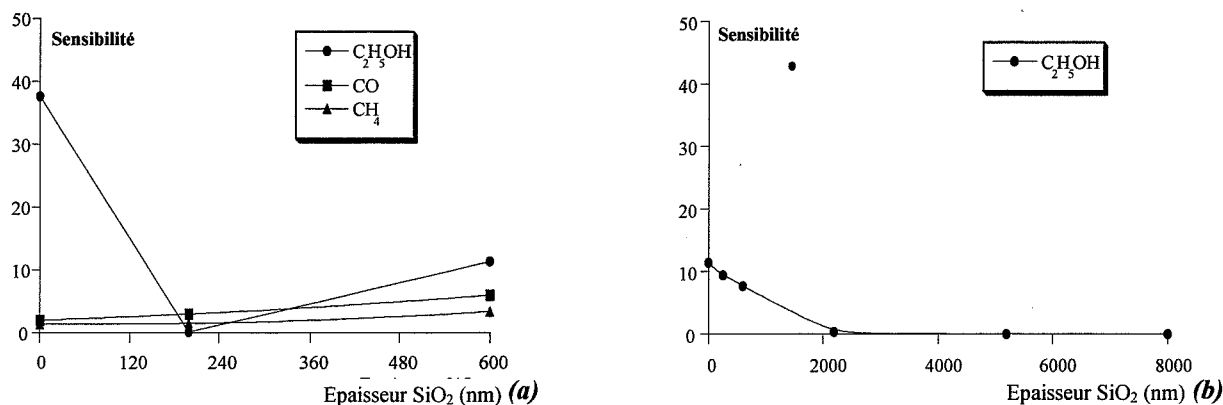 50
Sensibilité
40
30
20
10
0
C2H5OH
CO
CH4
0 120 240 360 480 600
Epaisseur SiO2 (nm) (a)
50
Sensibilité
40
30
20
10
0
C2H5OH
0 2000 4000 6000 8000
Epaisseur SiO2 (nm) (b)